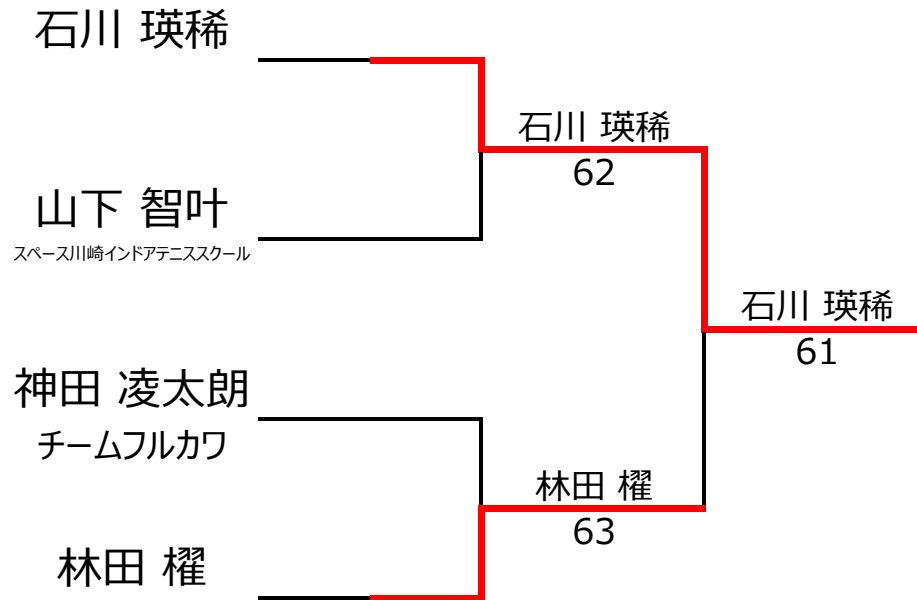 石川 瑛稀
石川 瑛稀
62
山下 智叶
スペース川崎インドアテニススクール
石川 瑛稀
61
神田 凌太朗
チームフルカワ
林田 櫂
63
林田 櫂